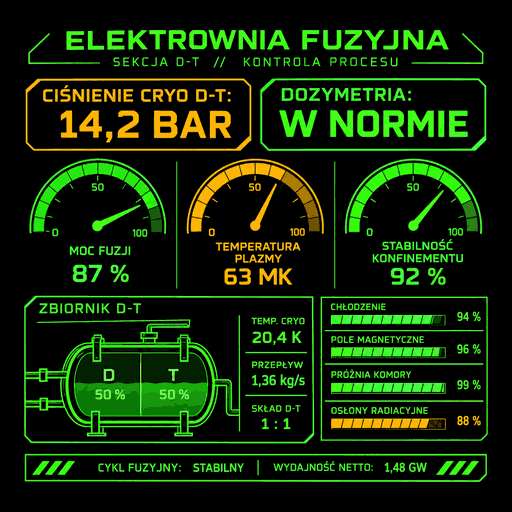 ELEKTROWNIA FUZYJNA
SEKCJA D-T // KONTROLA PROCESU
CIŚNIENIE CRYO D-T:
14,2 BAR
DOZYMETRIA:
W NORMIE
0 50 100
MOC FUZJI
87 %
0 50 100
TEMPERATURA
PLAZMY
63 MK
0 50 100
STABILNOŚĆ
KONFINEMENTU
92 %
ZBIORNIK D-T
D T
50 % 50 %
TEMP. CRYO
20,4 K
PRZEPŁYW
1,36 kg/s
SKŁAD D-T
1 : 1
CHŁODZENIE
94 %
POLE MAGNETYCZNE
96 %
PRÓŻNIA KOMORY
99 %
OSŁONY RADIACYJNE
88 %
CYKL FUZYJNY: STABILNY | WYDAJNOŚĆ NETTO: 1,48 GW